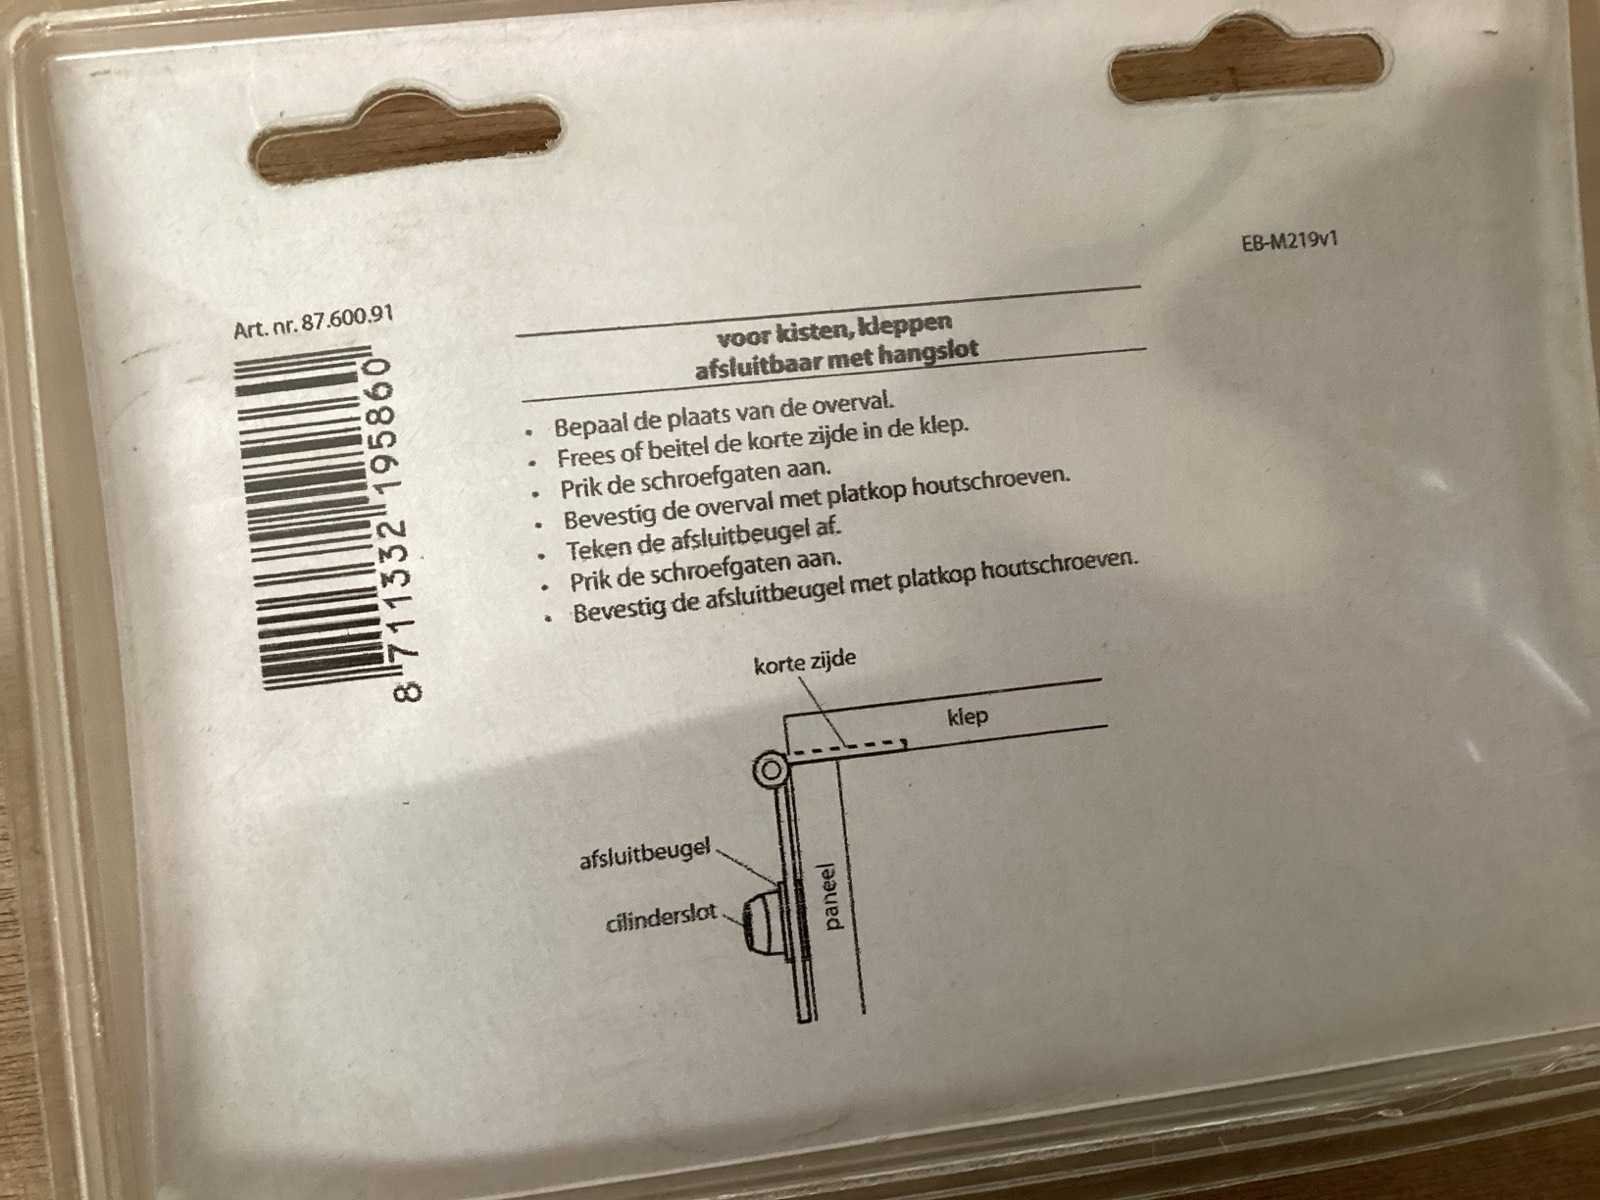 EB-M219v1
Art. nr. 87.600.91
8 711332 195860
voor kisten, kleppen
afsluitbaar met hangslot
• Bepaal de plaats van de overval.
• Frees of beitel de korte zijde in de klep.
• Prik de schroefgaten aan.
• Bevestig de overval met platkop houtschroeven.
• Teken de afsluitbeugel af.
• Prik de schroefgaten aan.
• Bevestig de afsluitbeugel met platkop houtschroeven.
korte zijde
klep
afsluitbeugel
cilinderslot
paneel